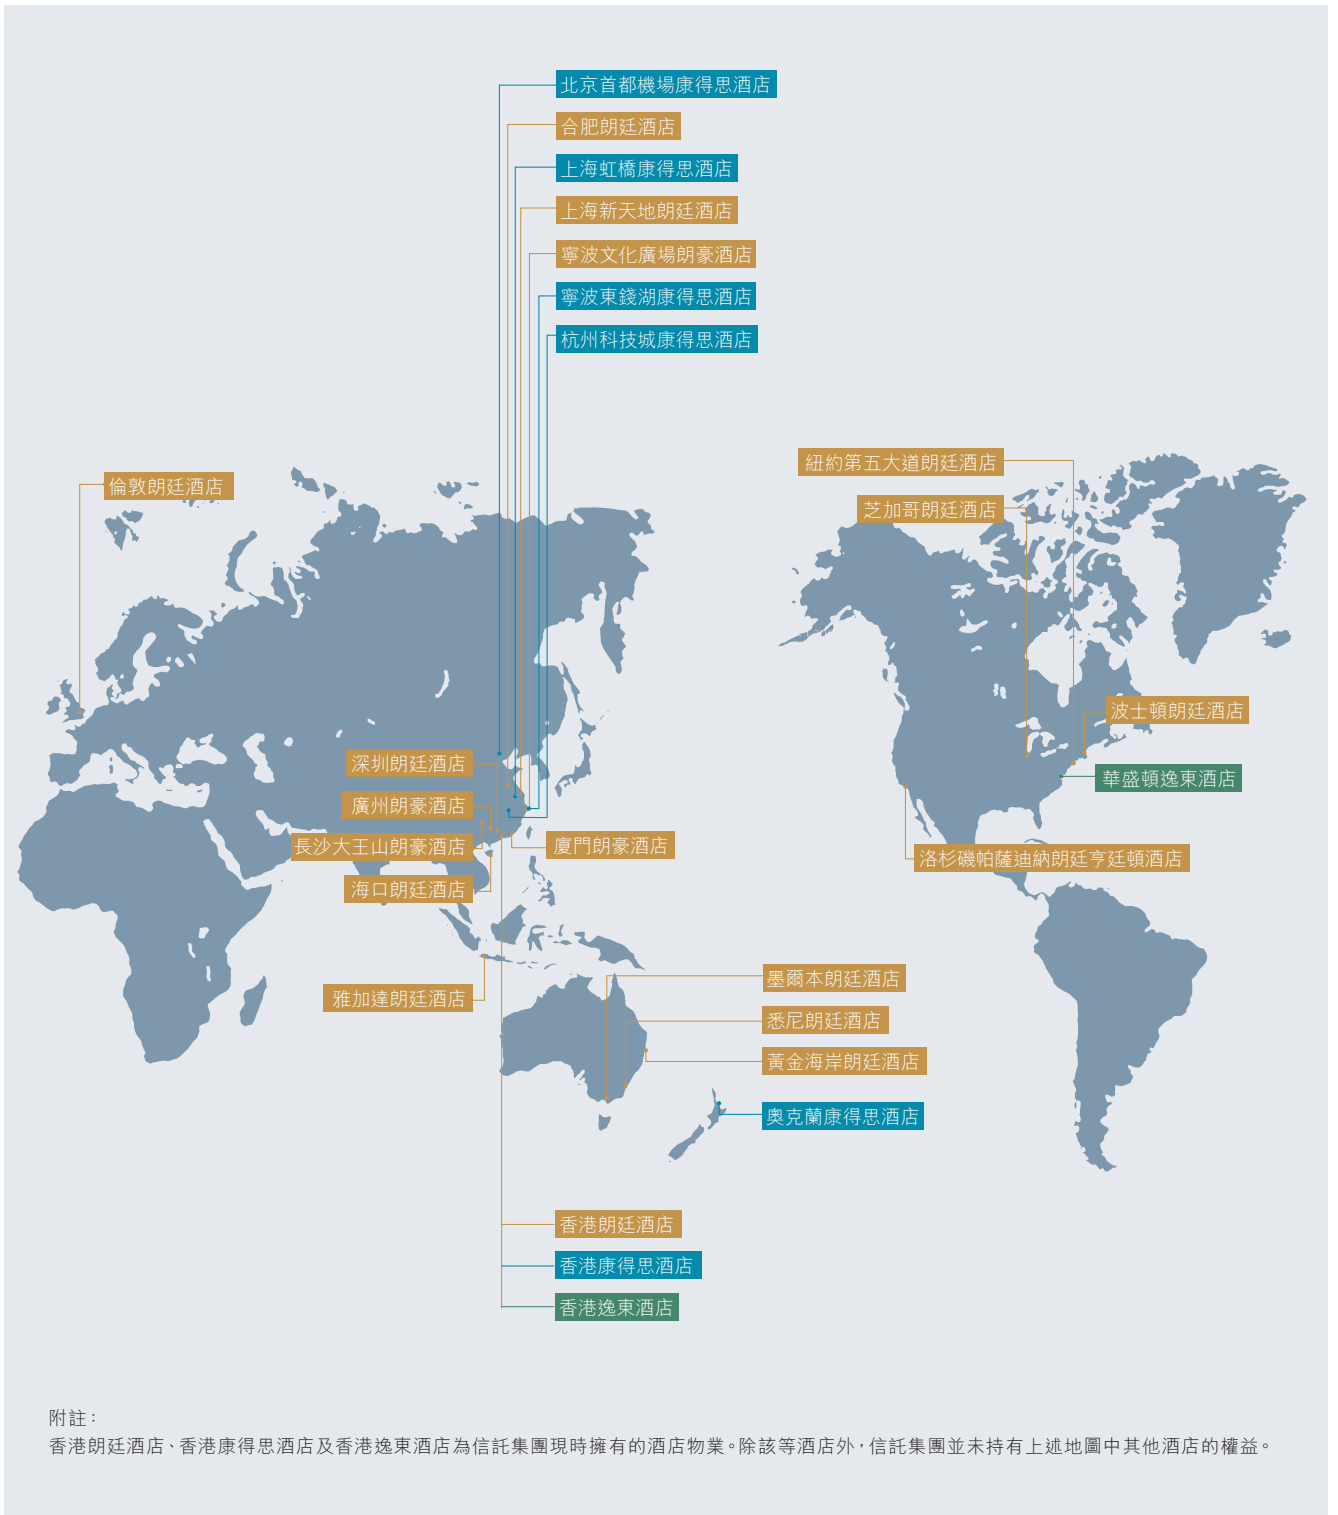 北京首都機場康得思酒店
合肥朗廷酒店
上海虹橋康得思酒店
上海新天地朗廷酒店
寧波文化廣場朗豪酒店
寧波東錢湖康得思酒店
杭州科技城康得思酒店
倫敦朗廷酒店
紐約第五大道朗廷酒店
芝加哥朗廷酒店
波士頓朗廷酒店
華盛頓逸東酒店
洛杉磯帕薩迪納朗廷亨廷頓酒店
深圳朗廷酒店
廣州朗豪酒店
長沙大王山朗豪酒店
廈門朗豪酒店
海口朗廷酒店
雅加達朗廷酒店
墨爾本朗廷酒店
悉尼朗廷酒店
黃金海岸朗廷酒店
奧克蘭康得思酒店
香港朗廷酒店
香港康得思酒店
香港逸東酒店
附註：
香港朗廷酒店、香港康得思酒店及香港逸東酒店為信託集團現時擁有的酒店物業。除該等酒店外，信託集團並未持有上述地圖中其他酒店的權益。